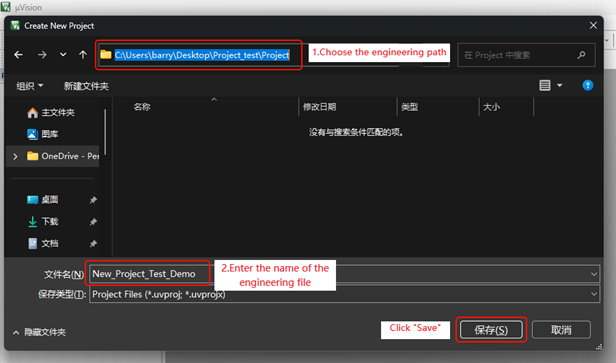 µVision
Create New Project
C:\Users\barry\Desktop\Project_test\Project
1.Choose the engineering path
在 Project 中搜索
组织
新建文件夹
名称
修改日期
类型
大小
没有与搜索条件匹配的项。
主文件夹
图库
OneDrive - Per
桌面
下载
文档
文件名(N):
New_Project_Test_Demo
2.Enter the name of the
engineering file
保存类型(T):
Project Files (*.uvproj; *.uvprojx)
隐藏文件夹
Click "Save"
保存(S)
取消